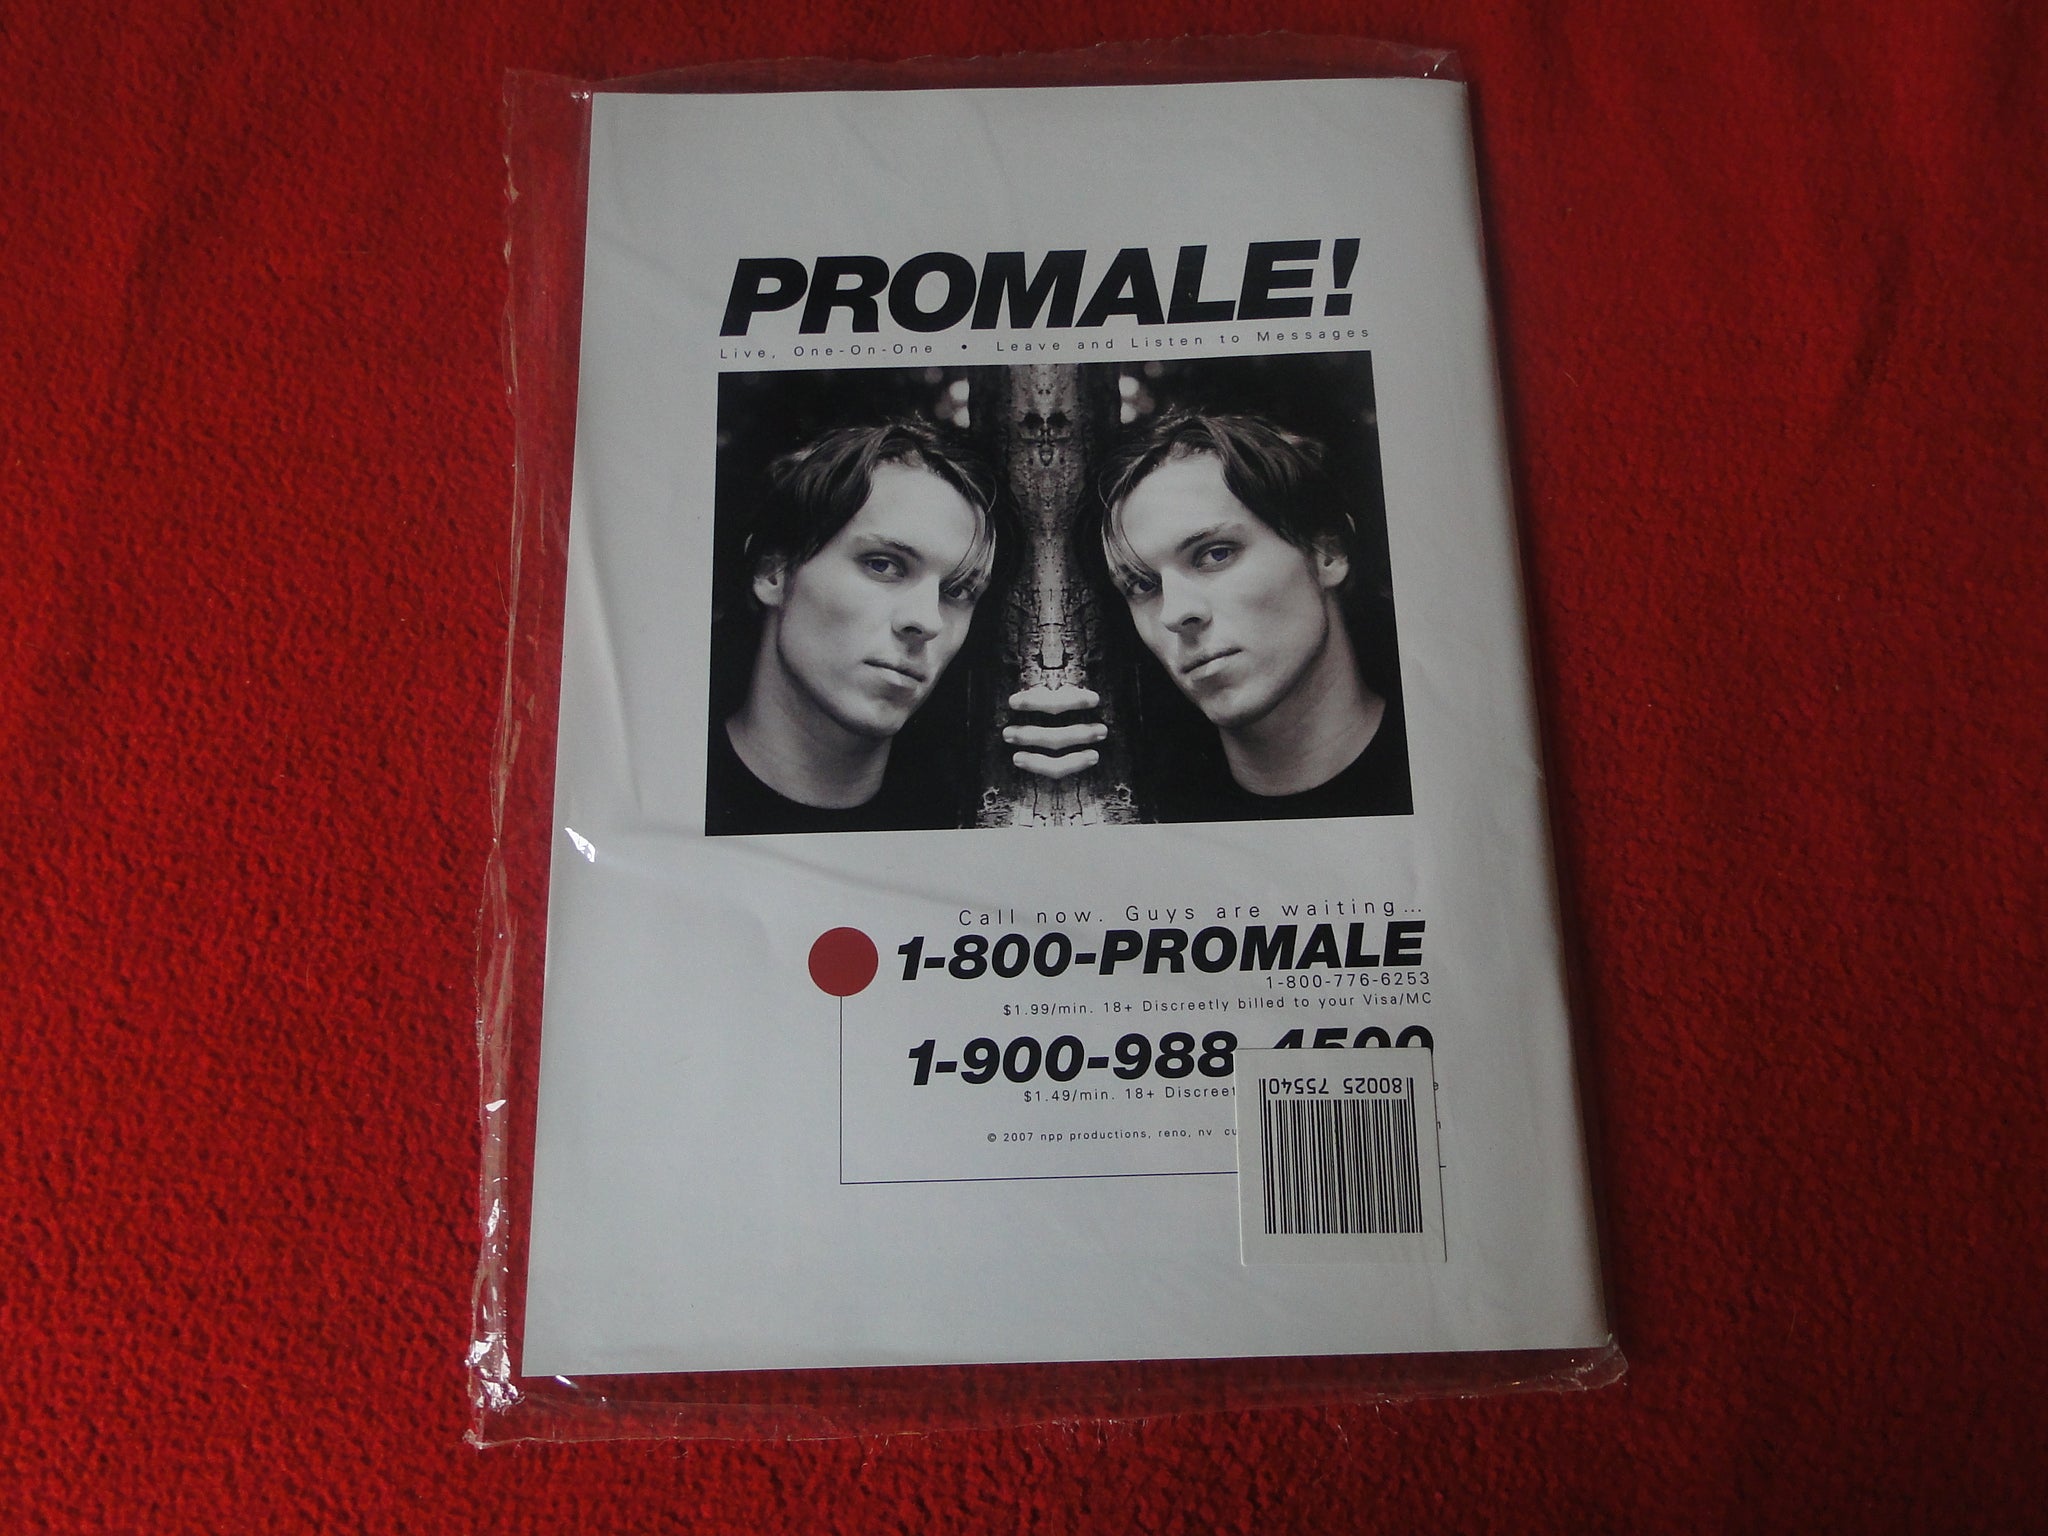 PROMALE!
Live, One-On-One • Leave and Listen to Messages
Call now. Guys are waiting...
1-800-PROMALE
1-800-776-6253
$1.99/min. 18+ Discreetly billed to your Visa/MC
1-900-988-4500
$1.49/min. 18+
© 2007 npp productions, reno, nv
80025 75540